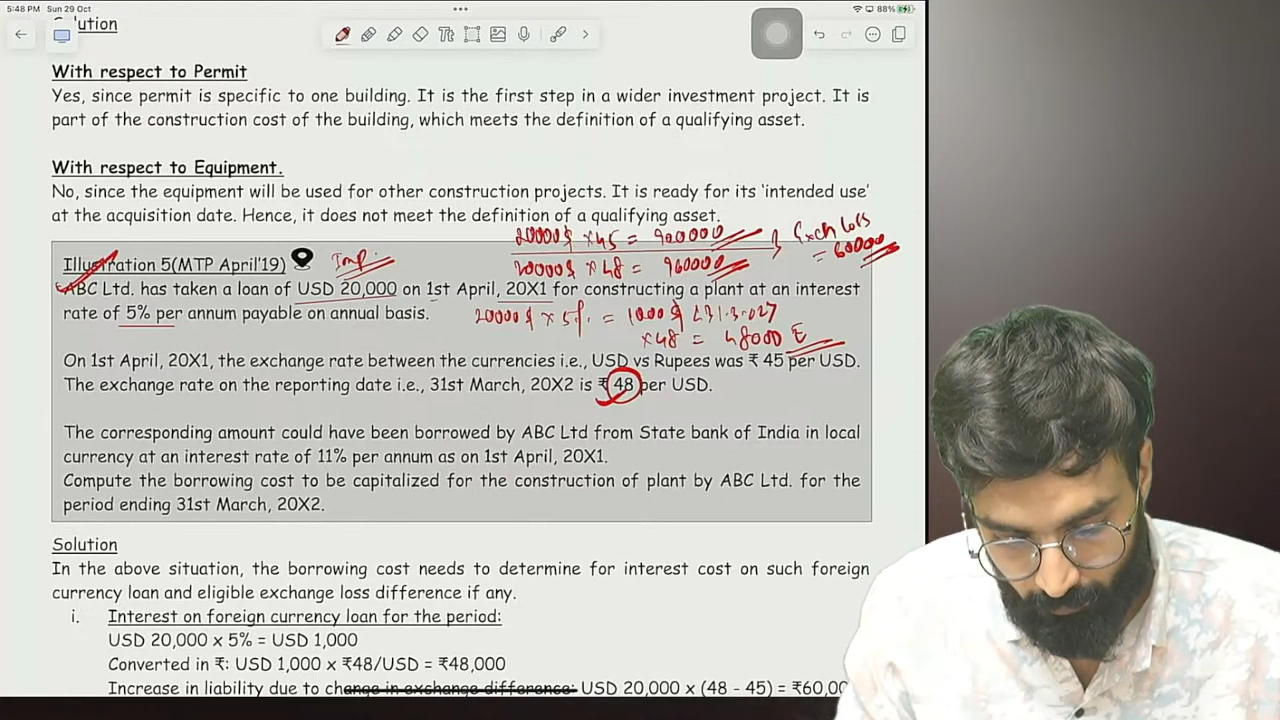 5:48 PM Sun 29 Oct
88%
Solution
With respect to Permit
Yes, since permit is specific to one building. It is the first step in a wider investment project. It is
part of the construction cost of the building, which meets the definition of a qualifying asset.
With respect to Equipment.
No, since the equipment will be used for other construction projects. It is ready for its ‘intended use’
at the acquisition date. Hence, it does not meet the definition of a qualifying asset.
20000$ x 45 = 900000
Exch loss
= 60000
20000$ x 48 = 960000
Illustration 5(MTP April’19)
Imp.
ABC Ltd. has taken a loan of USD 20,000 on 1st April, 20X1 for constructing a plant at an interest
rate of 5% per annum payable on annual basis.
20000$ x 5% = 1000$
x 48 = 48000
On 1st April, 20X1, the exchange rate between the currencies i.e., USD vs Rupees was ₹ 45 per USD.
The exchange rate on the reporting date i.e., 31st March, 20X2 is ₹ 48 per USD.
The corresponding amount could have been borrowed by ABC Ltd from State bank of India in local
currency at an interest rate of 11% per annum as on 1st April, 20X1.
Compute the borrowing cost to be capitalized for the construction of plant by ABC Ltd. for the
period ending 31st March, 20X2.
Solution
In the above situation, the borrowing cost needs to determine for interest cost on such foreign
currency loan and eligible exchange loss difference if any.
i. Interest on foreign currency loan for the period:
USD 20,000 x 5% = USD 1,000
Converted in ₹: USD 1,000 x ₹48/USD = ₹48,000
Increase in liability due to change in exchange difference: USD 20,000 x (48 - 45) = ₹60,00